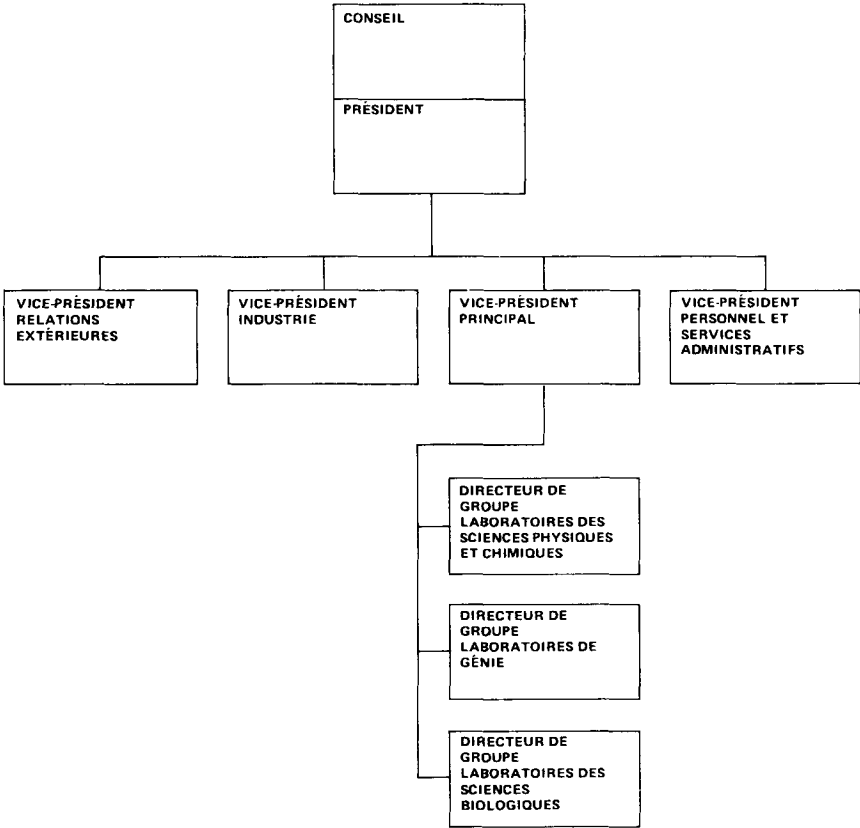 CONSEIL
PRÉSIDENT
VICE-PRÉSIDENT
RELATIONS
EXTÉRIEURES
VICE-PRÉSIDENT
INDUSTRIE
VICE-PRÉSIDENT
PRINCIPAL
VICE-PRÉSIDENT
PERSONNEL ET
SERVICES
ADMINISTRATIFS
DIRECTEUR DE
GROUPE
LABORATOIRES DES
SCIENCES PHYSIQUES
ET CHIMIQUES
DIRECTEUR DE
GROUPE
LABORATOIRES DE
GÉNIE
DIRECTEUR DE
GROUPE
LABORATOIRES DES
SCIENCES
BIOLOGIQUES